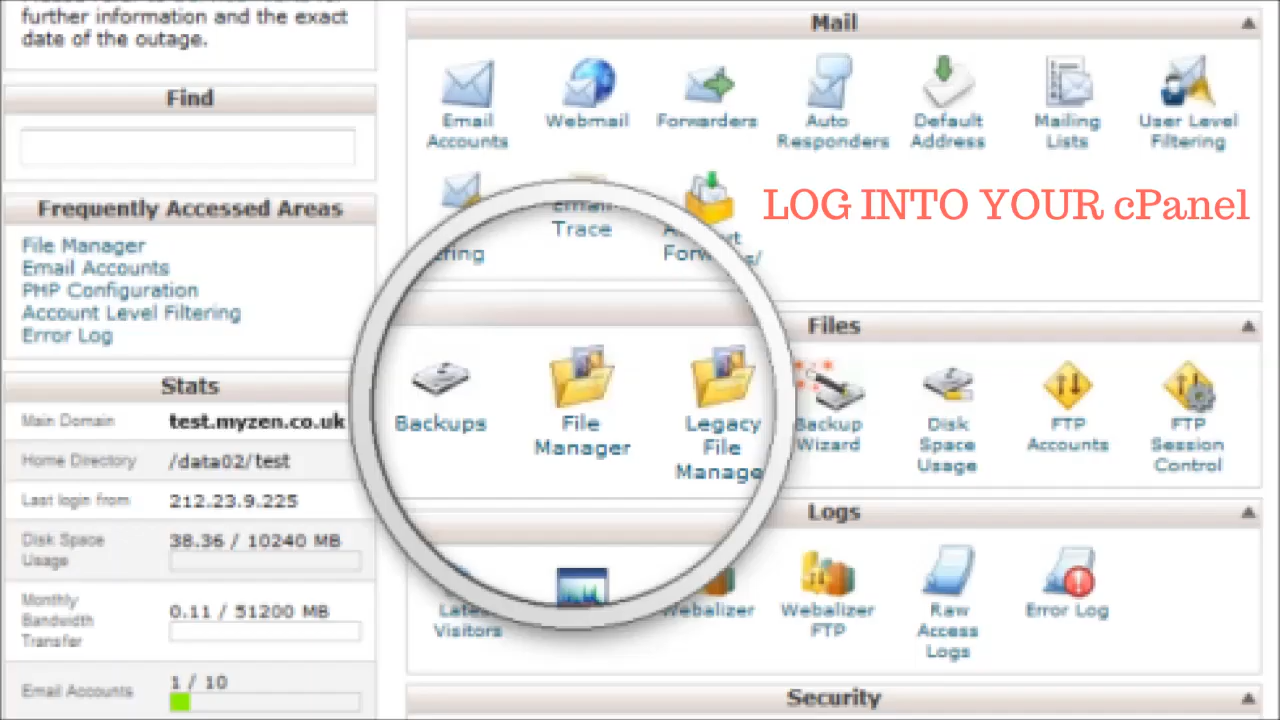 further information and the exact
date of the outage.
Find
Frequently Accessed Areas
File Manager
Email Accounts
PHP Configuration
Account Level Filtering
Error Log
Stats
Main Domain test.myzen.co.uk
Home Directory /data02/test
Last login from 212.23.9.225
Disk Space
Usage
38.36 / 10240 MB
Monthly
Bandwidth
Transfer
0.11 / 51200 MB
Email Accounts 1 / 10
Mail
Email
Accounts
Webmail
Forwarders
Auto
Responders
Default
Address
Mailing
Lists
User Level
Filtering
Trace
LOG INTO YOUR cPanel
Files
Backups
File
Manager
Legacy
File
Manage
Backup
Wizard
Disk
Space
Usage
FTP
Accounts
FTP
Session
Control
Logs
Visitors
Webalizer
Webalizer
FTP
Raw
Access
Logs
Error Log
Security